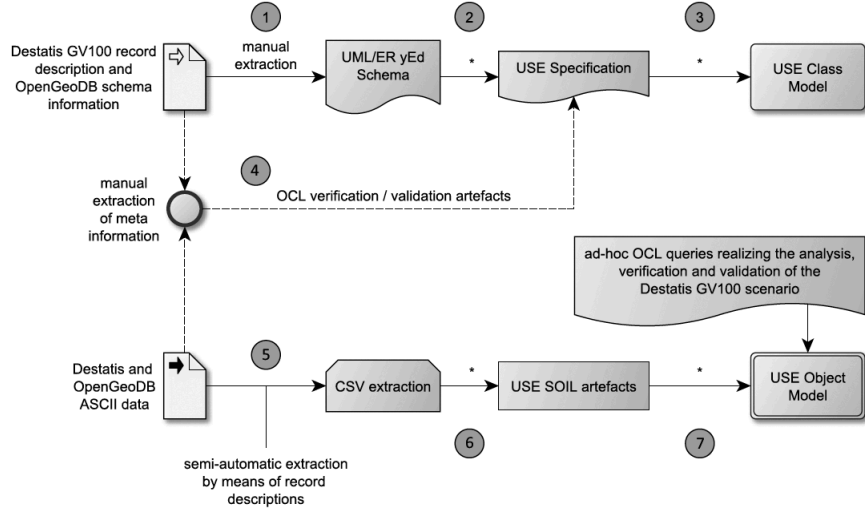 1
2
3
Destatis GV100 record
description and
OpenGeoDB schema
information
manual
extraction
UML/ER yEd
Schema
*
USE Specification
*
USE Class
Model
4
manual
extraction
of meta
information
OCL verification / validation artefacts
ad-hoc OCL queries realizing the analysis,
verification and validation of the
Destatis GV100 scenario
5
Destatis and
OpenGeoDB
ASCII data
CSV extraction
*
USE SOIL artefacts
*
USE Object
Model
6
7
semi-automatic extraction
by means of record
descriptions